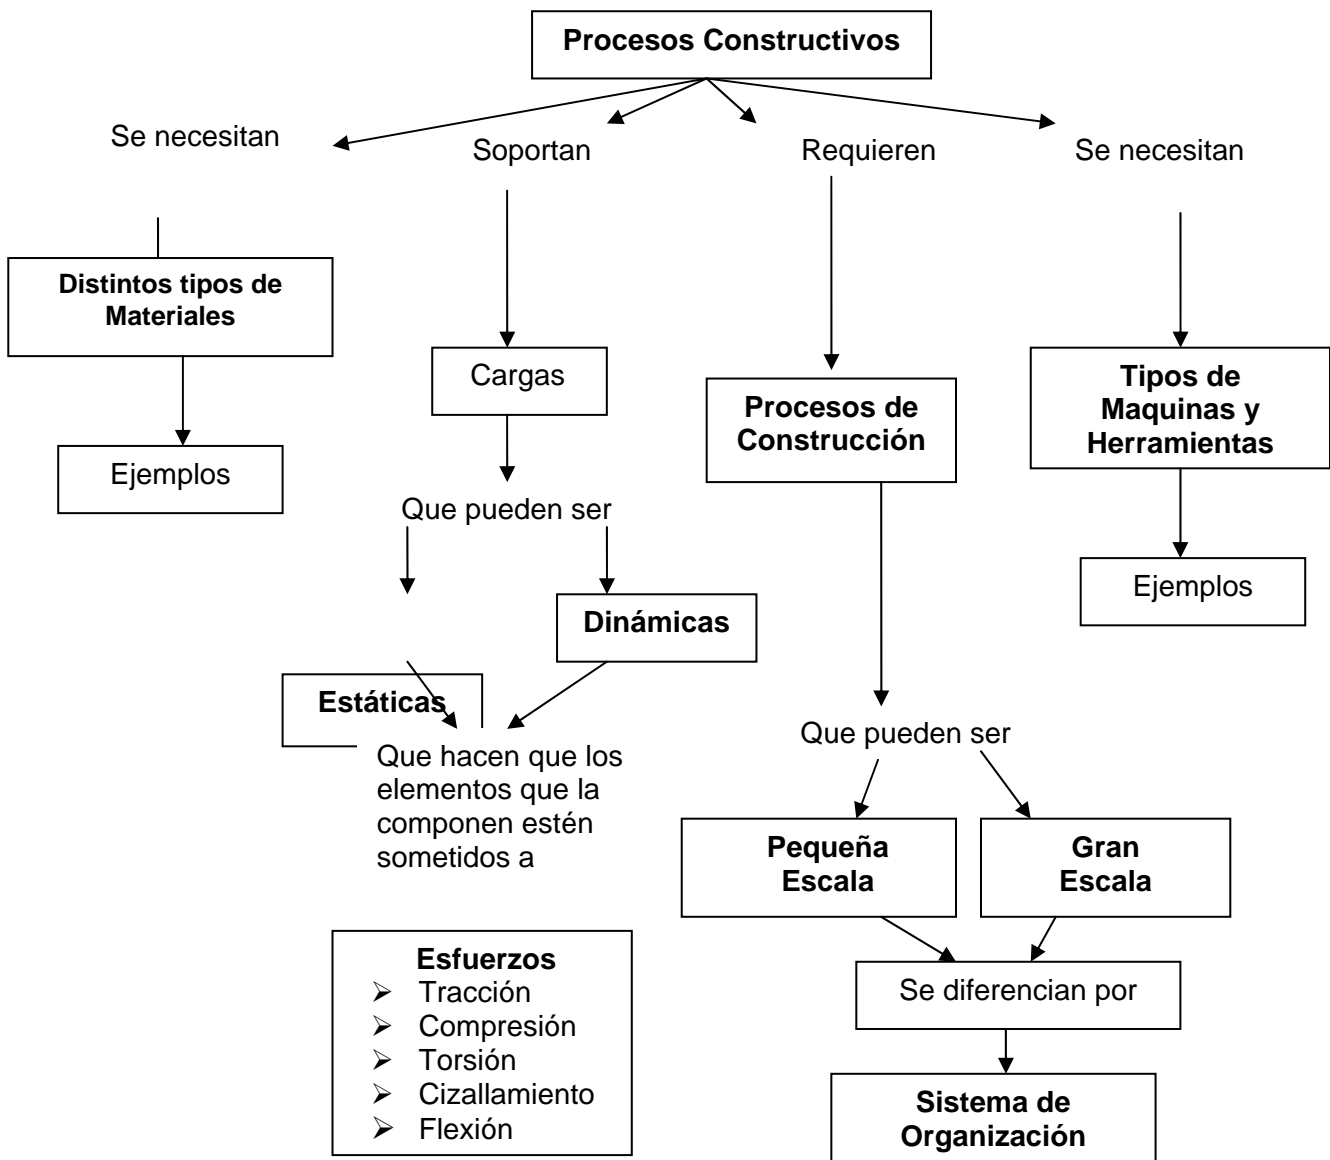 Procesos Constructivos
Se necesitan
Soportan
Requieren
Se necesitan
Distintos tipos de
Materiales
Ejemplos
Cargas
Que pueden ser
Estáticas
Dinámicas
Que hacen que los
elementos que la
componen estén
sometidos a
Esfuerzos
Tracción
Compresión
Torsión
Cizallamiento
Flexión
Procesos de
Construcción
Que pueden ser
Pequeña
Escala
Gran
Escala
Se diferencian por
Sistema de
Organización
Tipos de
Maquinas y
Herramientas
Ejemplos